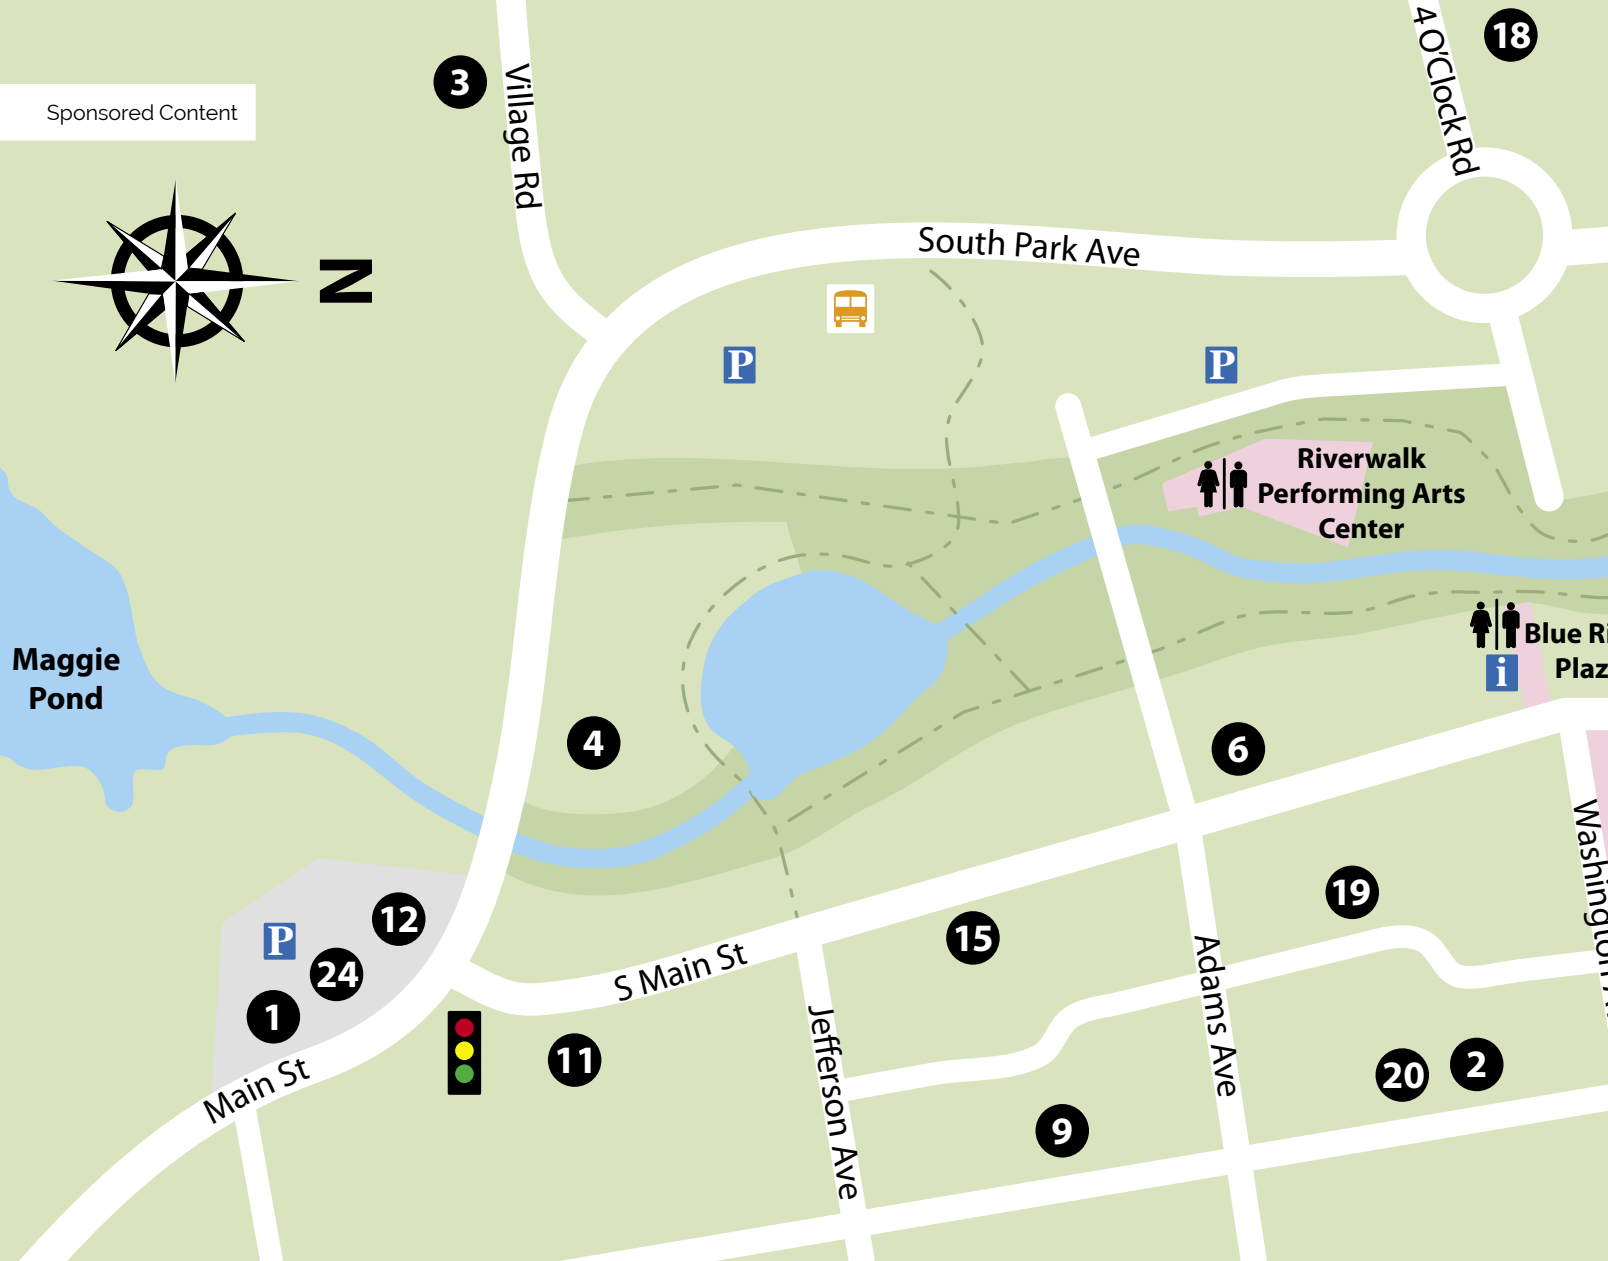 4 O'Clock Rd
18
3
Village Rd
Sponsored Content
N
South Park Ave
P
P
Riverwalk
Performing Arts
Center
Maggie
Pond
Blue Ri
Plaz
i
4
6
Washington A
12
P
24
1
19
15
S Main St
Adams Ave
Jefferson Ave
Main St
11
20
2
9